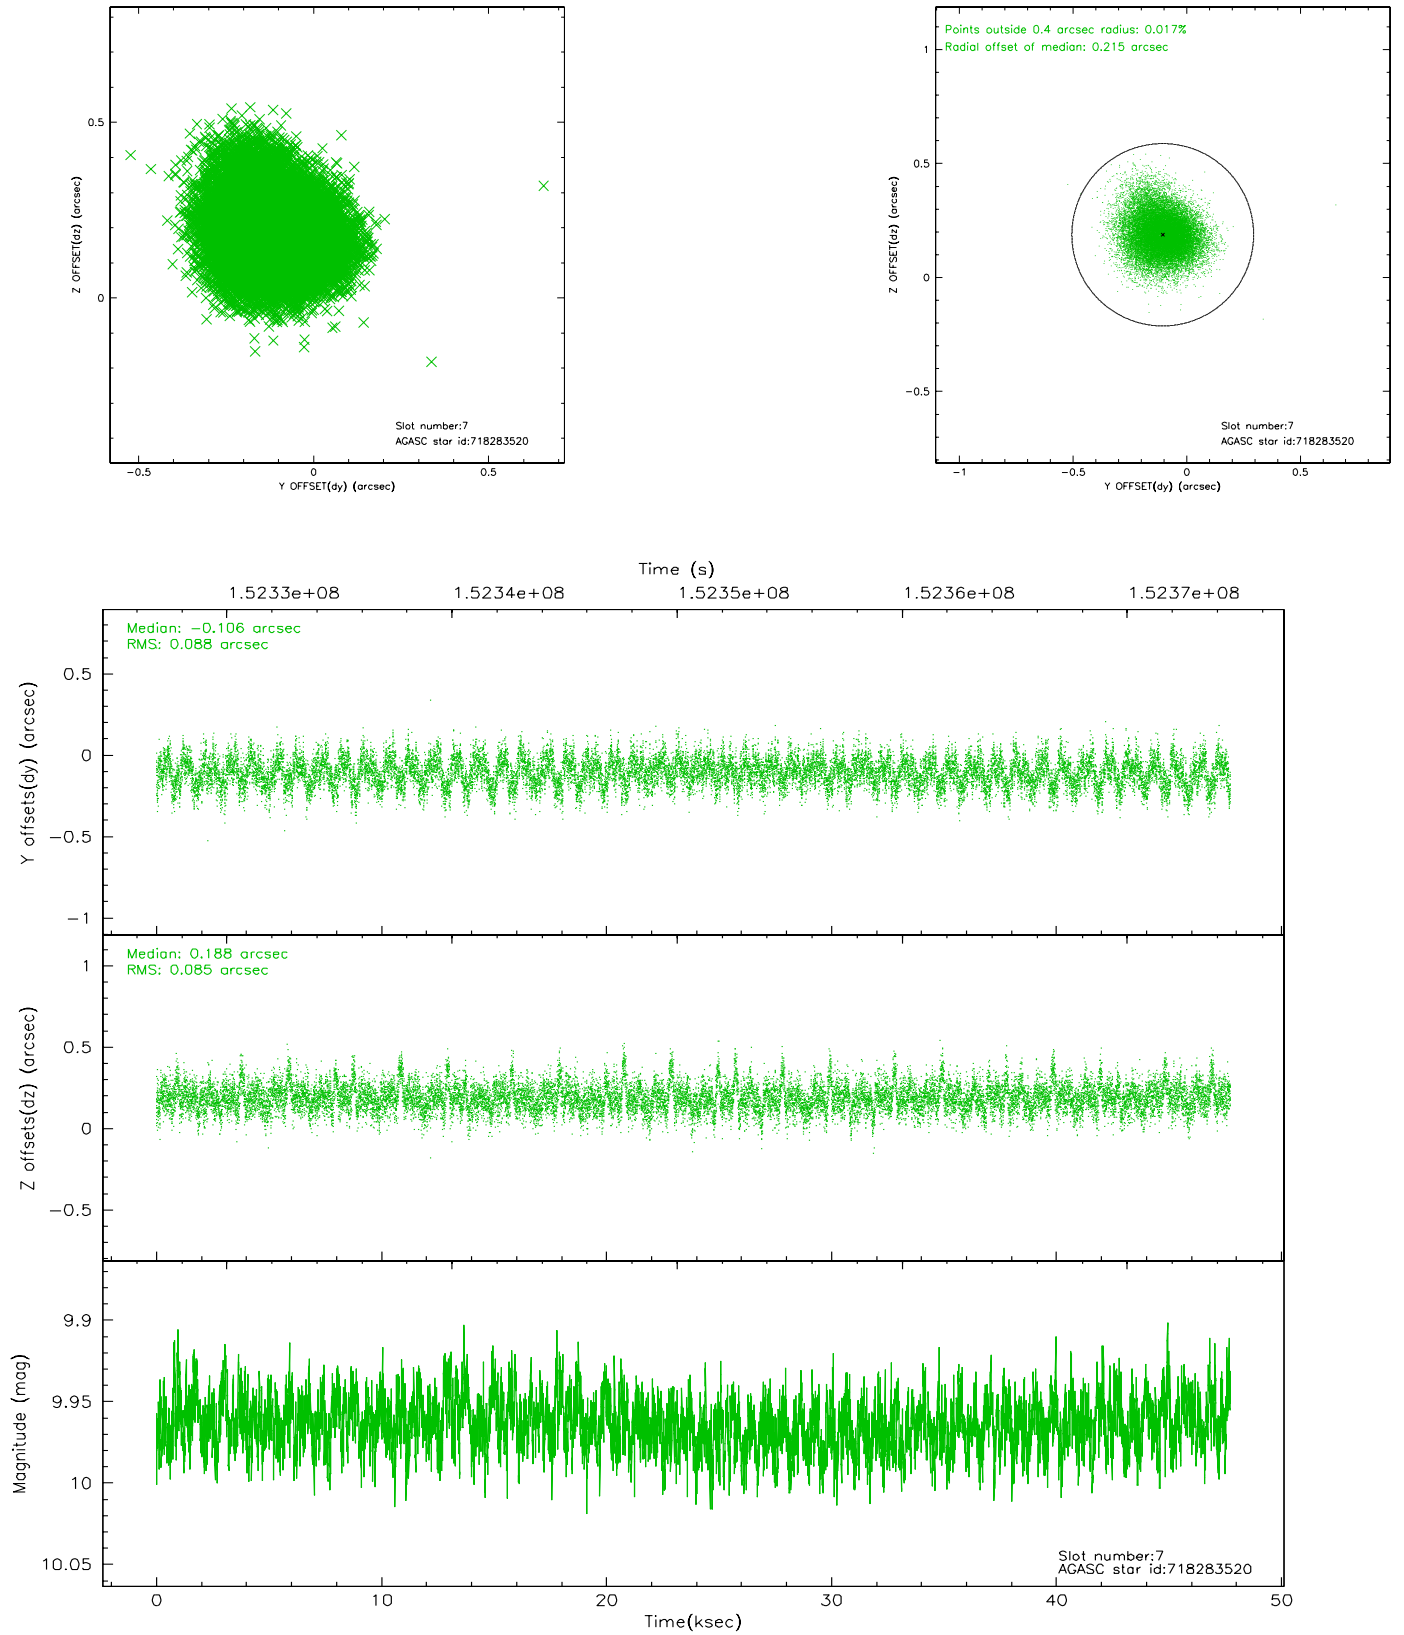 0.5
0
Z OFFSET(dz) (arcsec)
Slot number:7
AGASC star id:718283520
-0.5 0 0.5
Y OFFSET(dy) (arcsec)
Points outside 0.4 arcsec radius: 0.017%
Radial offset of median: 0.215 arcsec
1
0.5
0
-0.5
Z OFFSET(dz) (arcsec)
Slot number:7
AGASC star id:718283520
-1 -0.5 0 0.5
Y OFFSET(dy) (arcsec)
Time (s)
1.5233e+08 1.5234e+08 1.5235e+08 1.5236e+08 1.5237e+08
Median: -0.106 arcsec
RMS: 0.088 arcsec
0.5
0
-0.5
-1
Y offsets(dy) (arcsec)
Median: 0.188 arcsec
RMS: 0.085 arcsec
1
0.5
0
-0.5
Z offsets(dz) (arcsec)
9.9
9.95
10
10.05
Magnitude (mag)
Slot number:7
AGASC star id:718283520
0 10 20 30 40 50
Time(ksec)